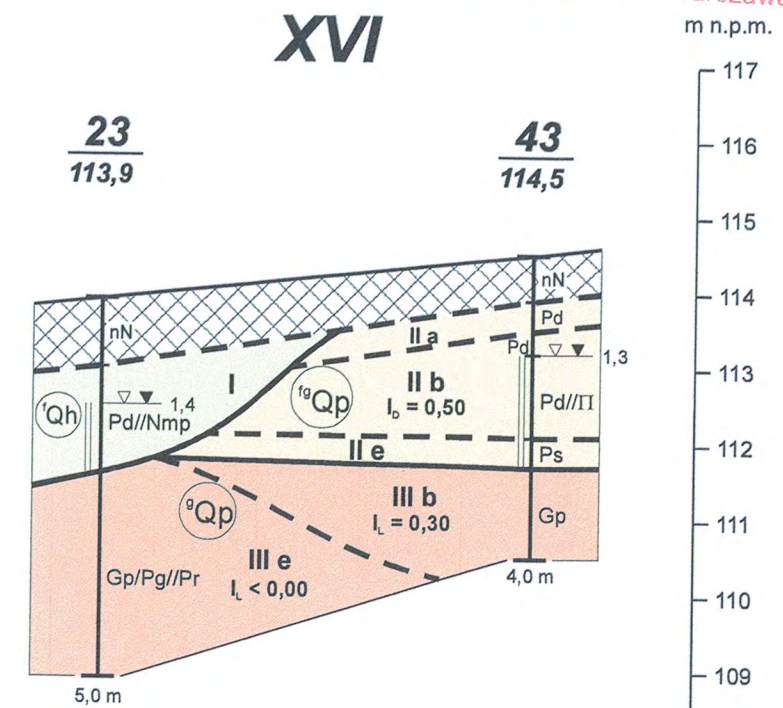 XVI
m n.p.m.
117
23
113,9
43
114,5
116
115
114
113
112
111
110
109
nN
nN
Pd
II a
Pd
1,3
I
fgQp
II b
ID = 0,50
fQh
1,4
Pd//Nmp
Pd//Π
II e
Ps
gQp
III b
IL = 0,30
Gp
III e
IL < 0,00
Gp/Pg//Pr
4,0 m
5,0 m